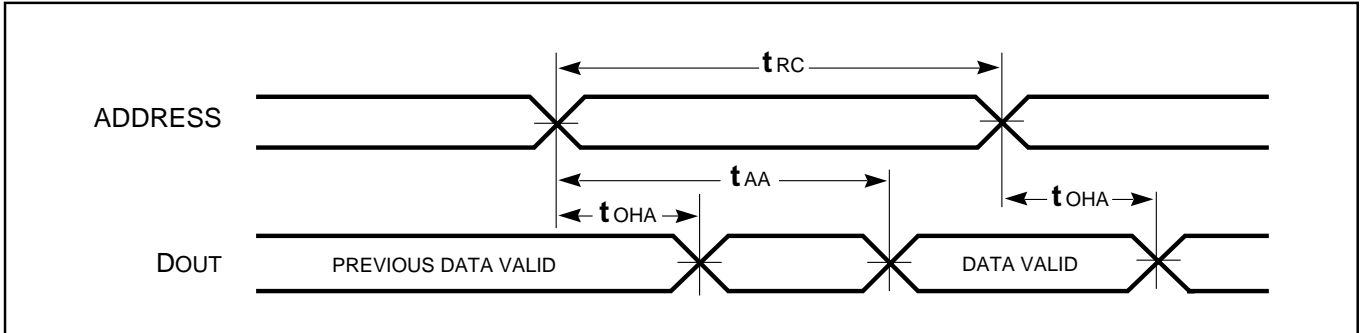 tRC
ADDRESS
tAA
tOHA
tOHA
DOUT
PREVIOUS DATA VALID
DATA VALID